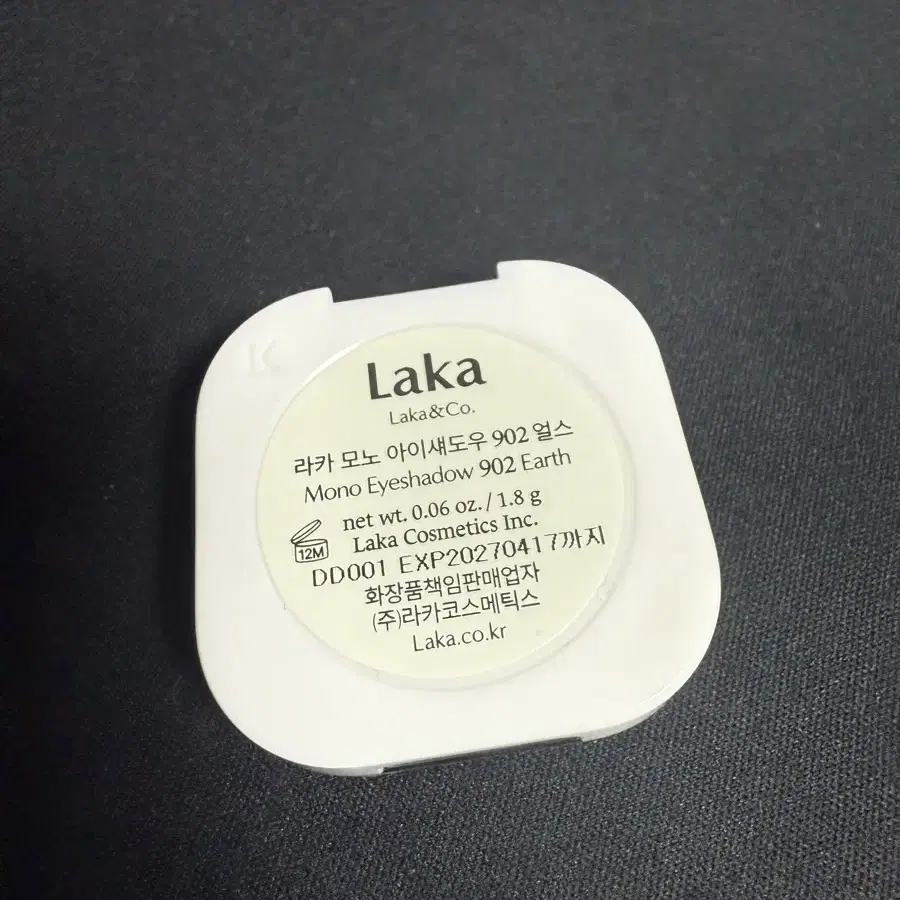 Laka
Laka&Co.
라카 모노 아이섀도우 902 얼스
Mono Eyeshadow 902 Earth
net wt. 0.06 oz. / 1.8 g
12M
Laka Cosmetics Inc.
DD001 EXP20270417까지
화장품책임판매업자
(주)라카코스메틱스
Laka.co.kr